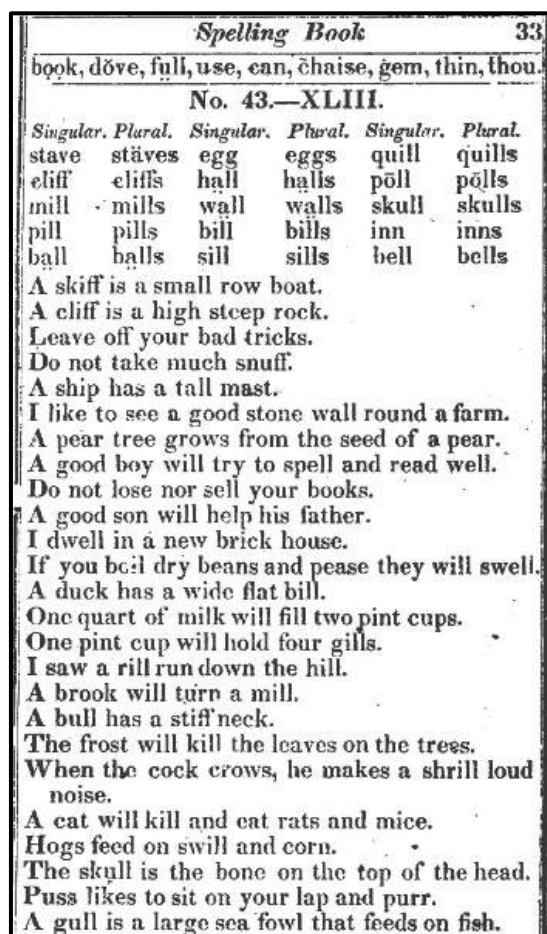 Spelling Book 33
bo͝ok, dȯve, fu̱ll, use, ꞓan, çhaise, ġem, thin, thou.
No. 43.—XLIII.
Singular. Plural. Singular. Plural. Singular. Plural.
stave stāves egg eggs quill quills
ꞓliff ꞓliffs hall halls pōll pōlls
mill mills wall walls skull skulls
pill pills bill bills inn inns
ball balls sill sills bell bells
A skiff is a small row boat.
A cliff is a high steep rock.
Leave off your bad tricks.
Do not take much snuff.
A ship has a tall mast.
I like to see a good stone wall round a farm.
A pear tree grows from the seed of a pear.
A good boy will try to spell and read well.
Do not lose nor sell your books.
A good son will help his father.
I dwell in a new brick house.
If you boil dry beans and pease they will swell.
A duck has a wide flat bill.
One quart of milk will fill two pint cups.
One pint cup will hold four gills.
I saw a rill run down the hill.
A brook will turn a mill.
A bull has a stiff neck.
The frost will kill the leaves on the trees.
When the cock crows, he makes a shrill loud
noise.
A cat will kill and eat rats and mice.
Hogs feed on swill and corn.
The skull is the bone on the top of the head.
Puss likes to sit on your lap and purr.
A gull is a large sea fowl that feeds on fish.